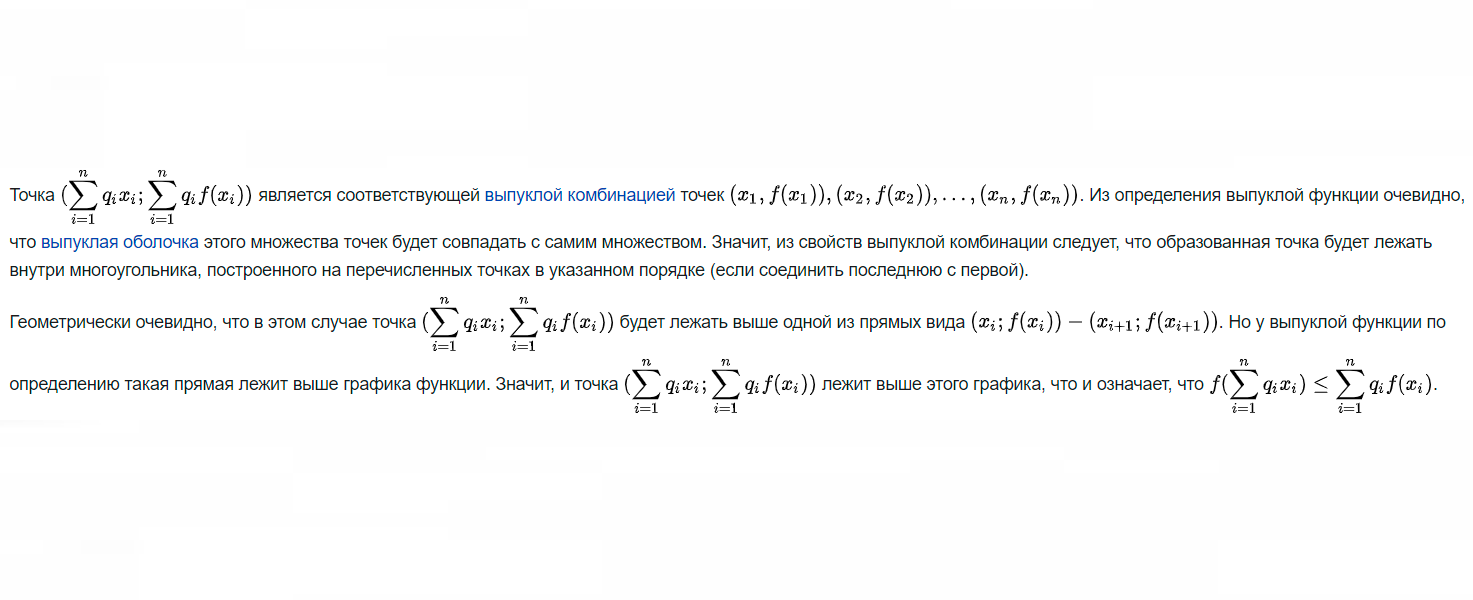 Точка $(\sum_{i=1}^{n} q_i x_i; \sum_{i=1}^{n} q_i f(x_i))$ является соответствующей выпуклой комбинацией точек $(x_1, f(x_1)), (x_2, f(x_2)), \ldots, (x_n, f(x_n))$. Из определения выпуклой функции очевидно,
что выпуклая оболочка этого множества точек будет совпадать с самим множеством. Значит, из свойств выпуклой комбинации следует, что образованная точка будет лежать
внутри многоугольника, построенного на перечисленных точках в указанном порядке (если соединить последнюю с первой).
Геометрически очевидно, что в этом случае точка $(\sum_{i=1}^{n} q_i x_i; \sum_{i=1}^{n} q_i f(x_i))$ будет лежать выше одной из прямых вида $(x_i; f(x_i)) - (x_{i+1}; f(x_{i+1}))$. Но у выпуклой функции по
определению такая прямая лежит выше графика функции. Значит, и точка $(\sum_{i=1}^{n} q_i x_i; \sum_{i=1}^{n} q_i f(x_i))$ лежит выше этого графика, что и означает, что $f(\sum_{i=1}^{n} q_i x_i) \leq \sum_{i=1}^{n} q_i f(x_i)$.